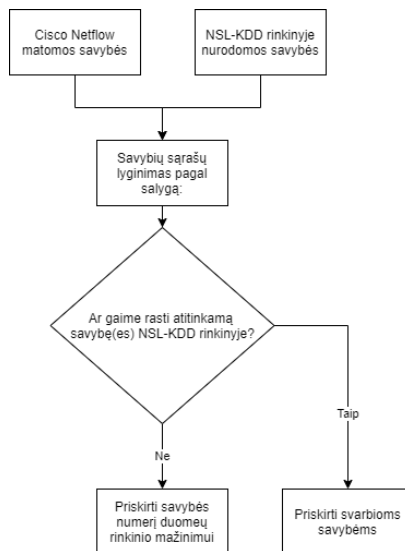 Cisco Netflow
matomos savybės
NSL-KDD rinkinyje
nurodomos savybės
Savybių sąrašų
lyginimas pagal
salygą:
Ar gaime rasti atitinkamą
savybę(es) NSL-KDD rinkinyje?
Taip
Ne
Priskirti savybės
numerį duomeų
rinkinio mažinimui
Priskirti svarbioms
savybėms